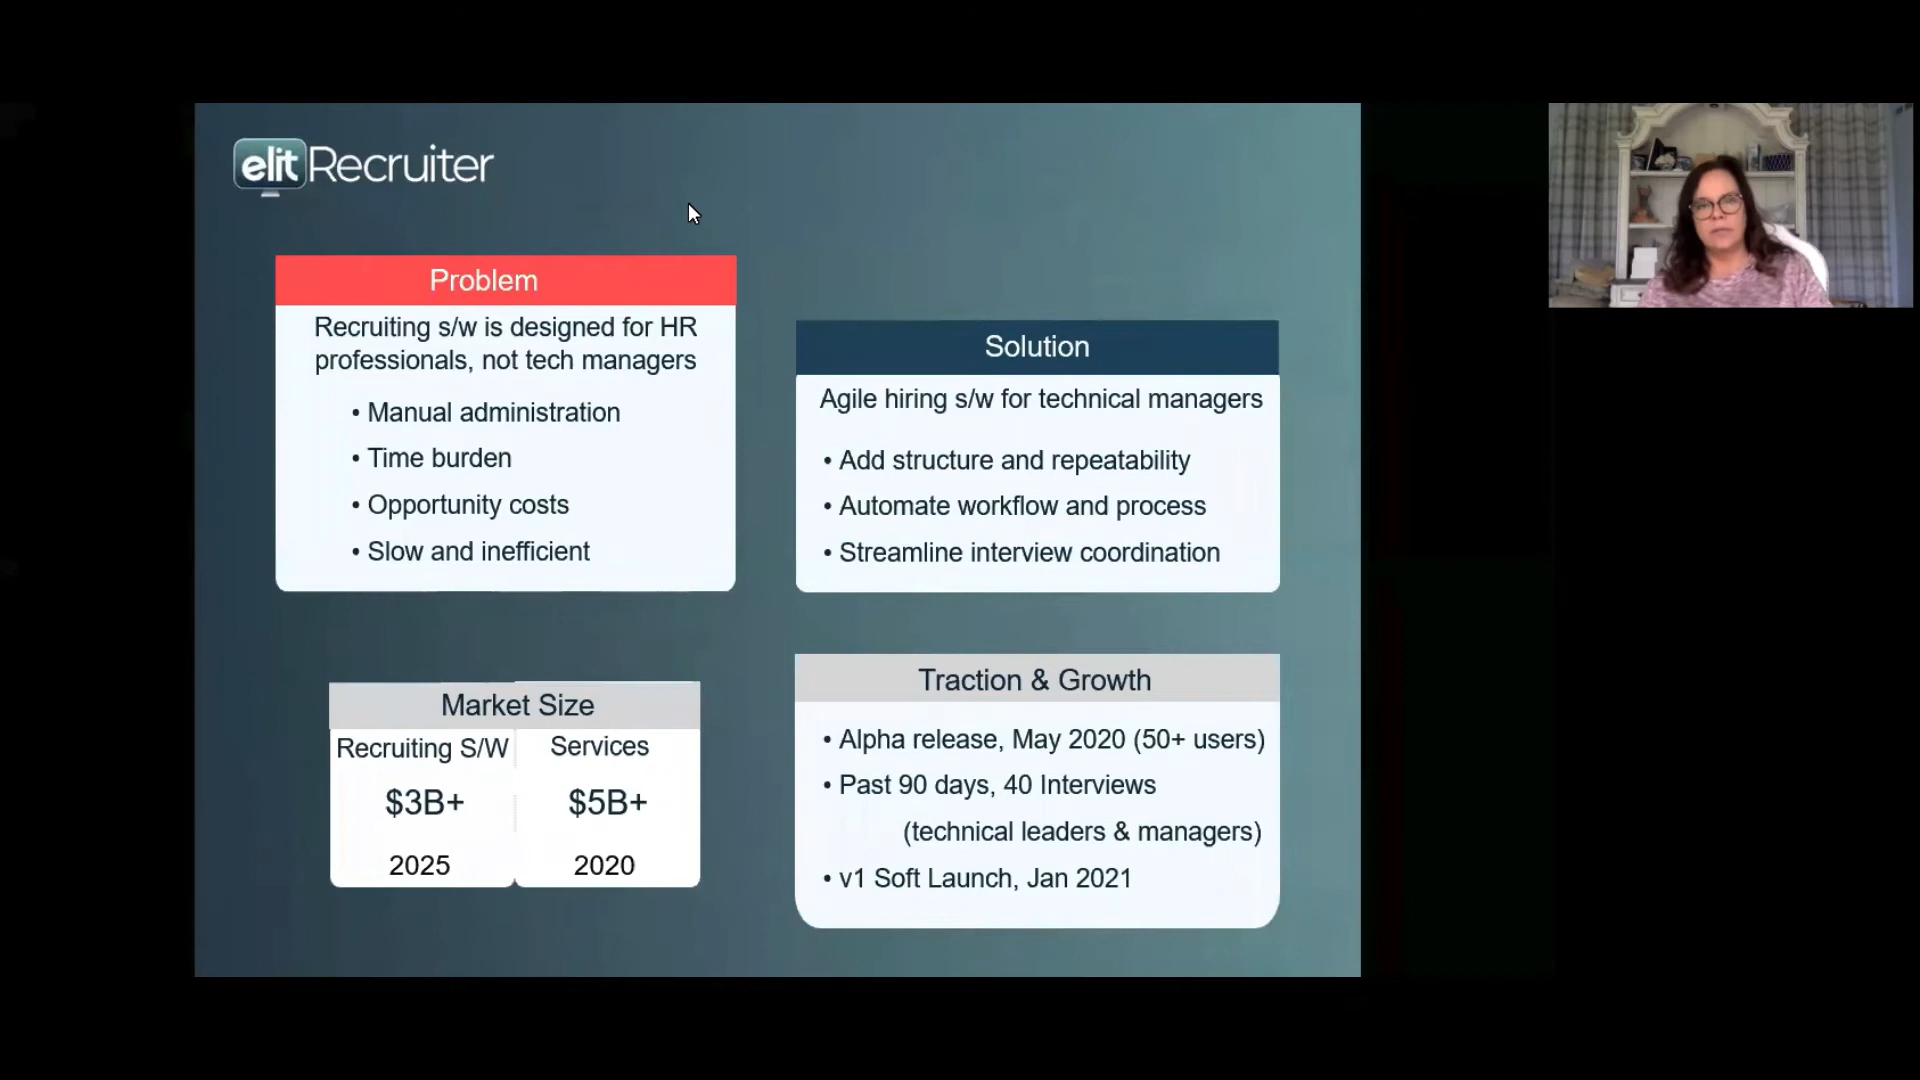 elitRecruiter
Problem
Recruiting s/w is designed for HR
professionals, not tech managers
• Manual administration
• Time burden
• Opportunity costs
• Slow and inefficient
Solution
Agile hiring s/w for technical managers
• Add structure and repeatability
• Automate workflow and process
• Streamline interview coordination
Market Size
Recruiting S/W
$3B+
2025
Services
$5B+
2020
Traction & Growth
• Alpha release, May 2020 (50+ users)
• Past 90 days, 40 Interviews
(technical leaders & managers)
• v1 Soft Launch, Jan 2021